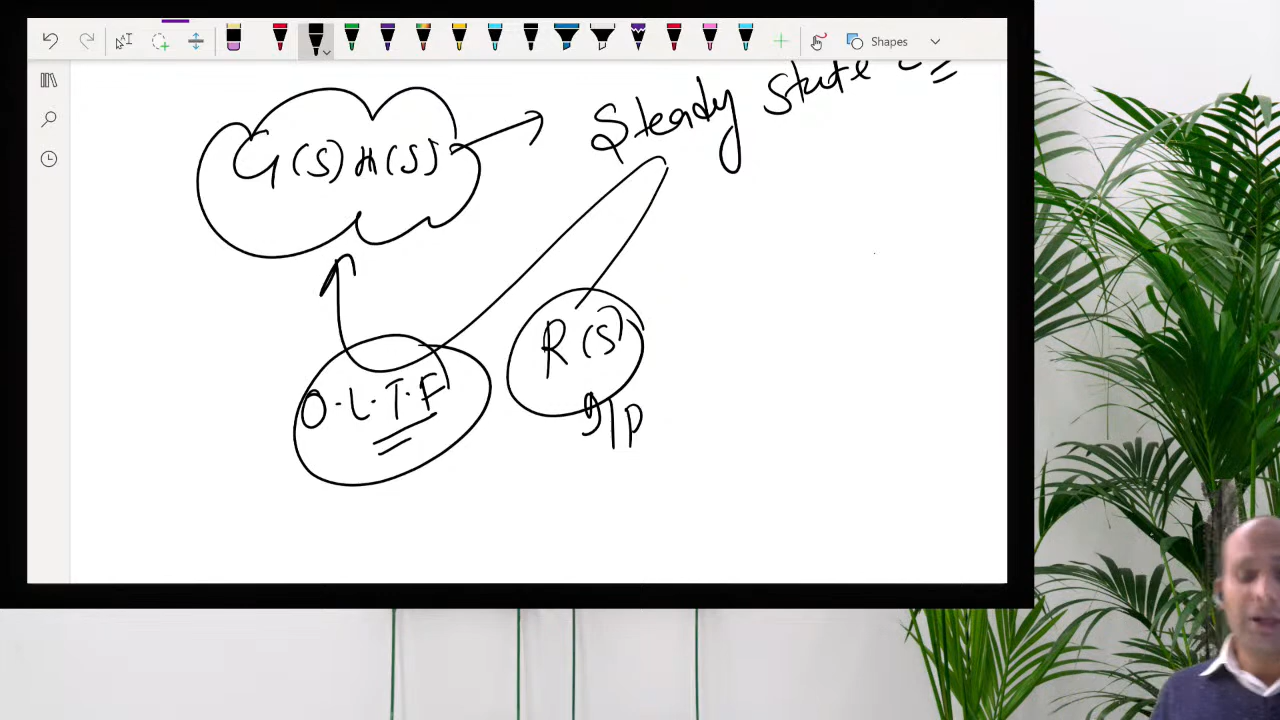 Shapes
Steady State
G(S) H(S)
R(S)
O.L.T.F
I/P